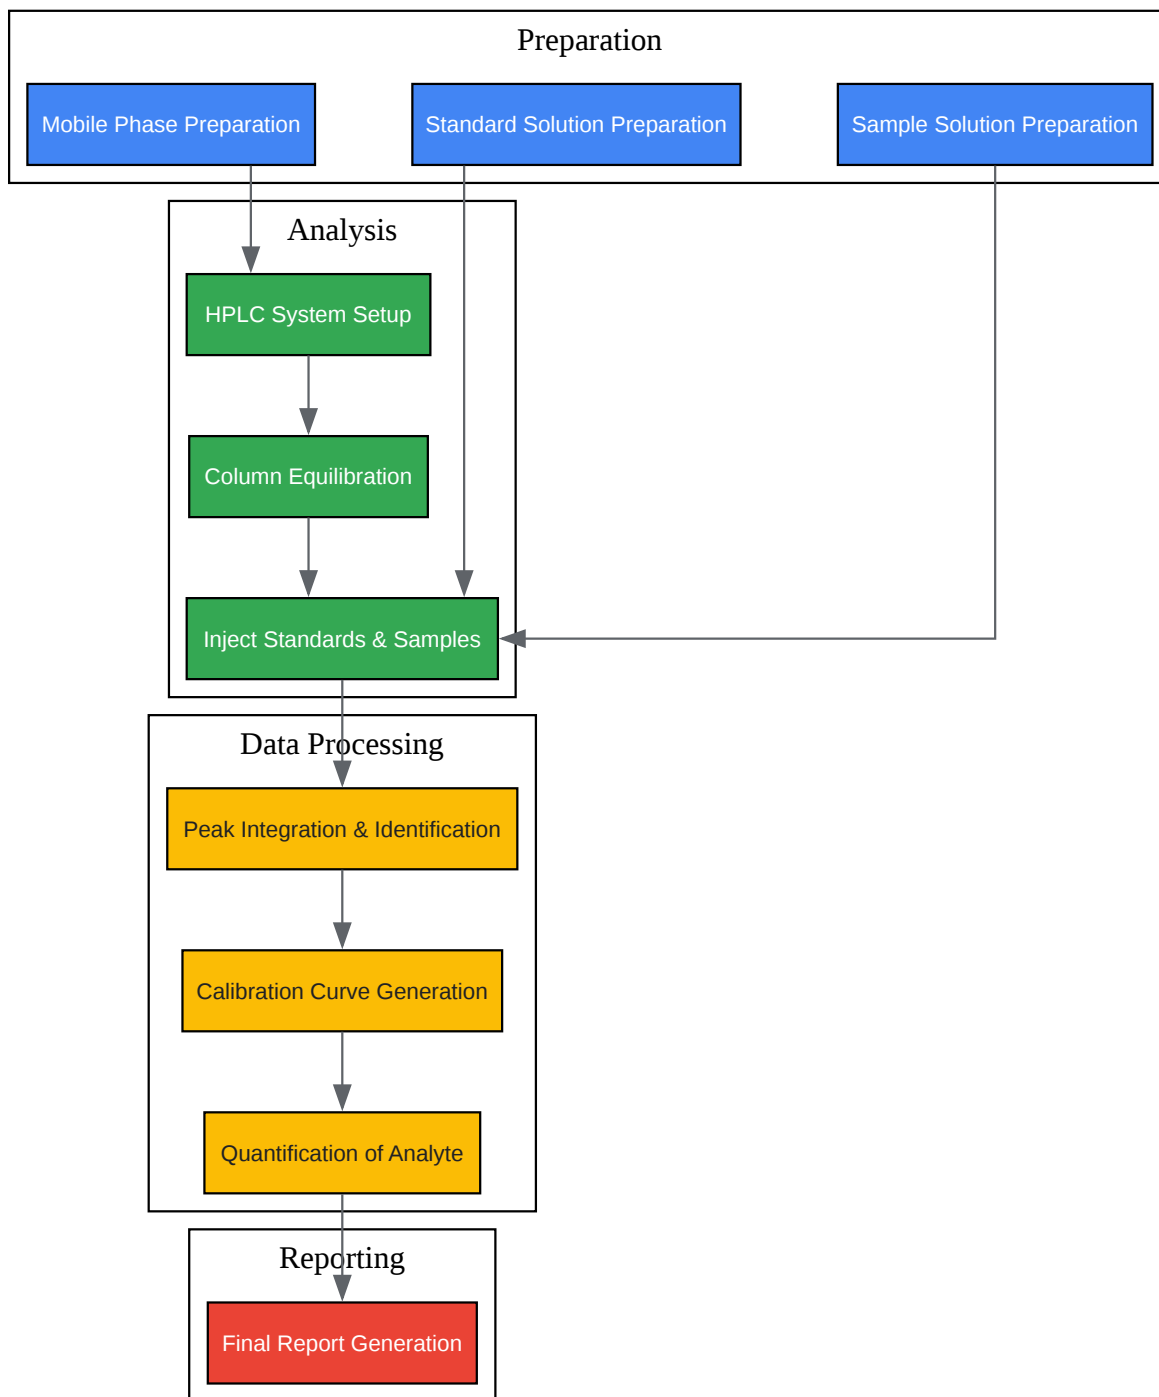 Preparation
Mobile Phase Preparation
Standard Solution Preparation
Sample Solution Preparation
Analysis
HPLC System Setup
Column Equilibration
Inject Standards & Samples
Data Processing
Peak Integration & Identification
Calibration Curve Generation
Quantification of Analyte
Reporting
Final Report Generation